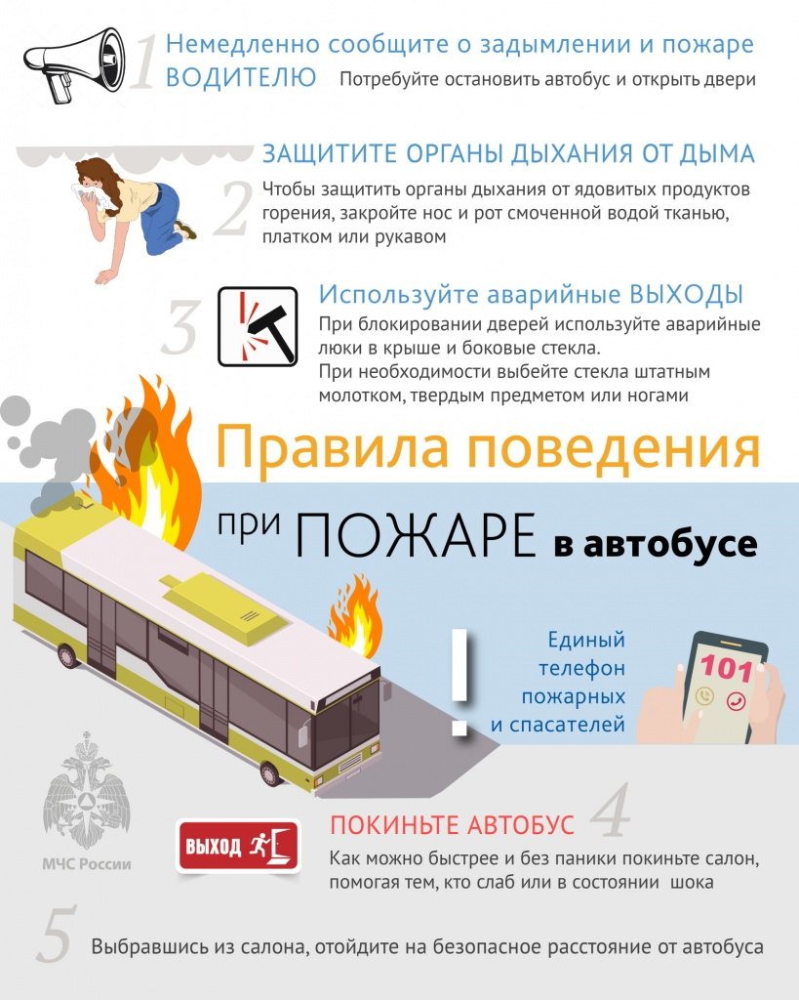 1
Немедленно сообщите о задымлении и пожаре
ВОДИТЕЛЮ Потребуйте остановить автобус и открыть двери
2
ЗАЩИТИТЕ ОРГАНЫ ДЫХАНИЯ ОТ ДЫМА
Чтобы защитить органы дыхания от ядовитых продуктов
горения, закройте нос и рот смоченной водой тканью,
платком или рукавом
3
Используйте аварийные ВЫХОДЫ
При блокировании дверей используйте аварийные
люки в крыше и боковые стекла.
При необходимости выбейте стекла штатным
молотком, твердым предметом или ногами
Правила поведения
при ПОЖАРЕ в автобусе
!
Единый
телефон
пожарных
и спасателей
101
МЧС России
ВЫХОД
ПОКИНЬТЕ АВТОБУС 4
Как можно быстрее и без паники покиньте салон,
помогая тем, кто слаб или в состоянии шока
5
Выбравшись из салона, отойдите на безопасное расстояние от автобуса